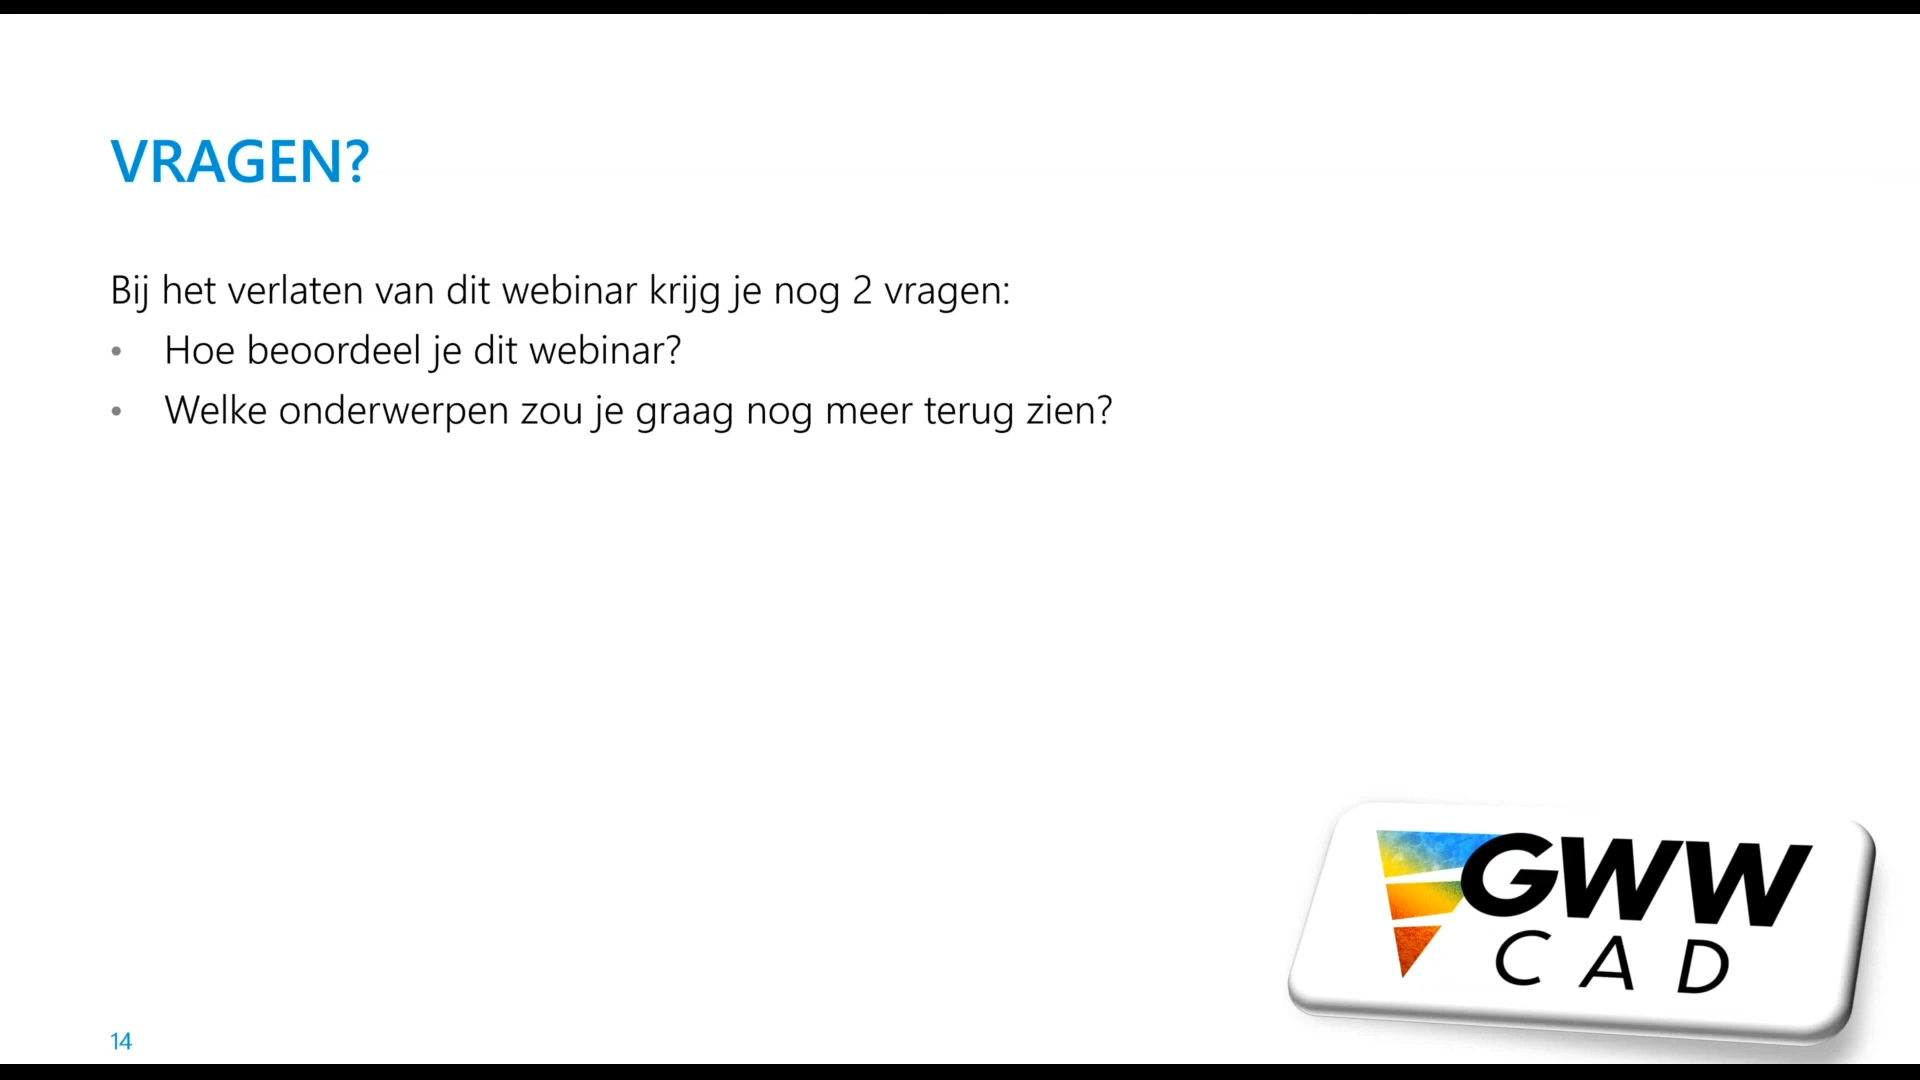 VRAGEN?
Bij het verlaten van dit webinar krijg je nog 2 vragen:
• Hoe beoordeel je dit webinar?
• Welke onderwerpen zou je graag nog meer terug zien?
GWW
CAD
14